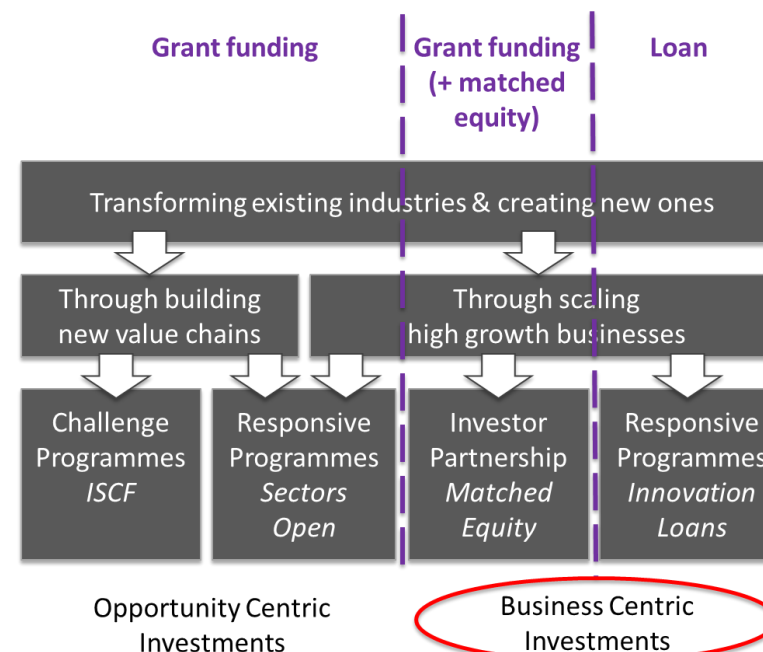 Grant funding
Grant funding
(+ matched
equity)
Loan
Transforming existing industries & creating new ones
Through building
new value chains
Through scaling
high growth businesses
Challenge
Programmes
ISCF
Responsive
Programmes
Sectors
Open
Investor
Partnership
Matched
Equity
Responsive
Programmes
Innovation
Loans
Opportunity Centric
Investments
Business Centric
Investments